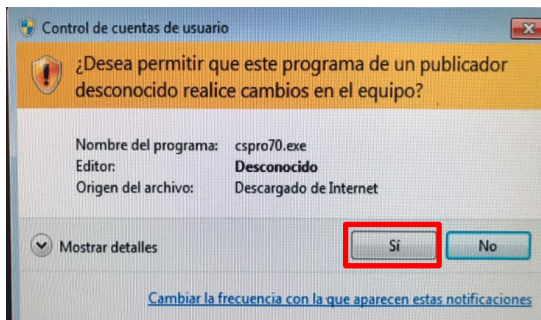 Control de cuentas de usuario
¿Desea permitir que este programa de un publicador
desconocido realice cambios en el equipo?
Nombre del programa: cspro70.exe
Editor: Desconocido
Origen del archivo: Descargado de Internet
Mostrar detalles
Sí
No
Cambiar la frecuencia con la que aparecen estas notificaciones